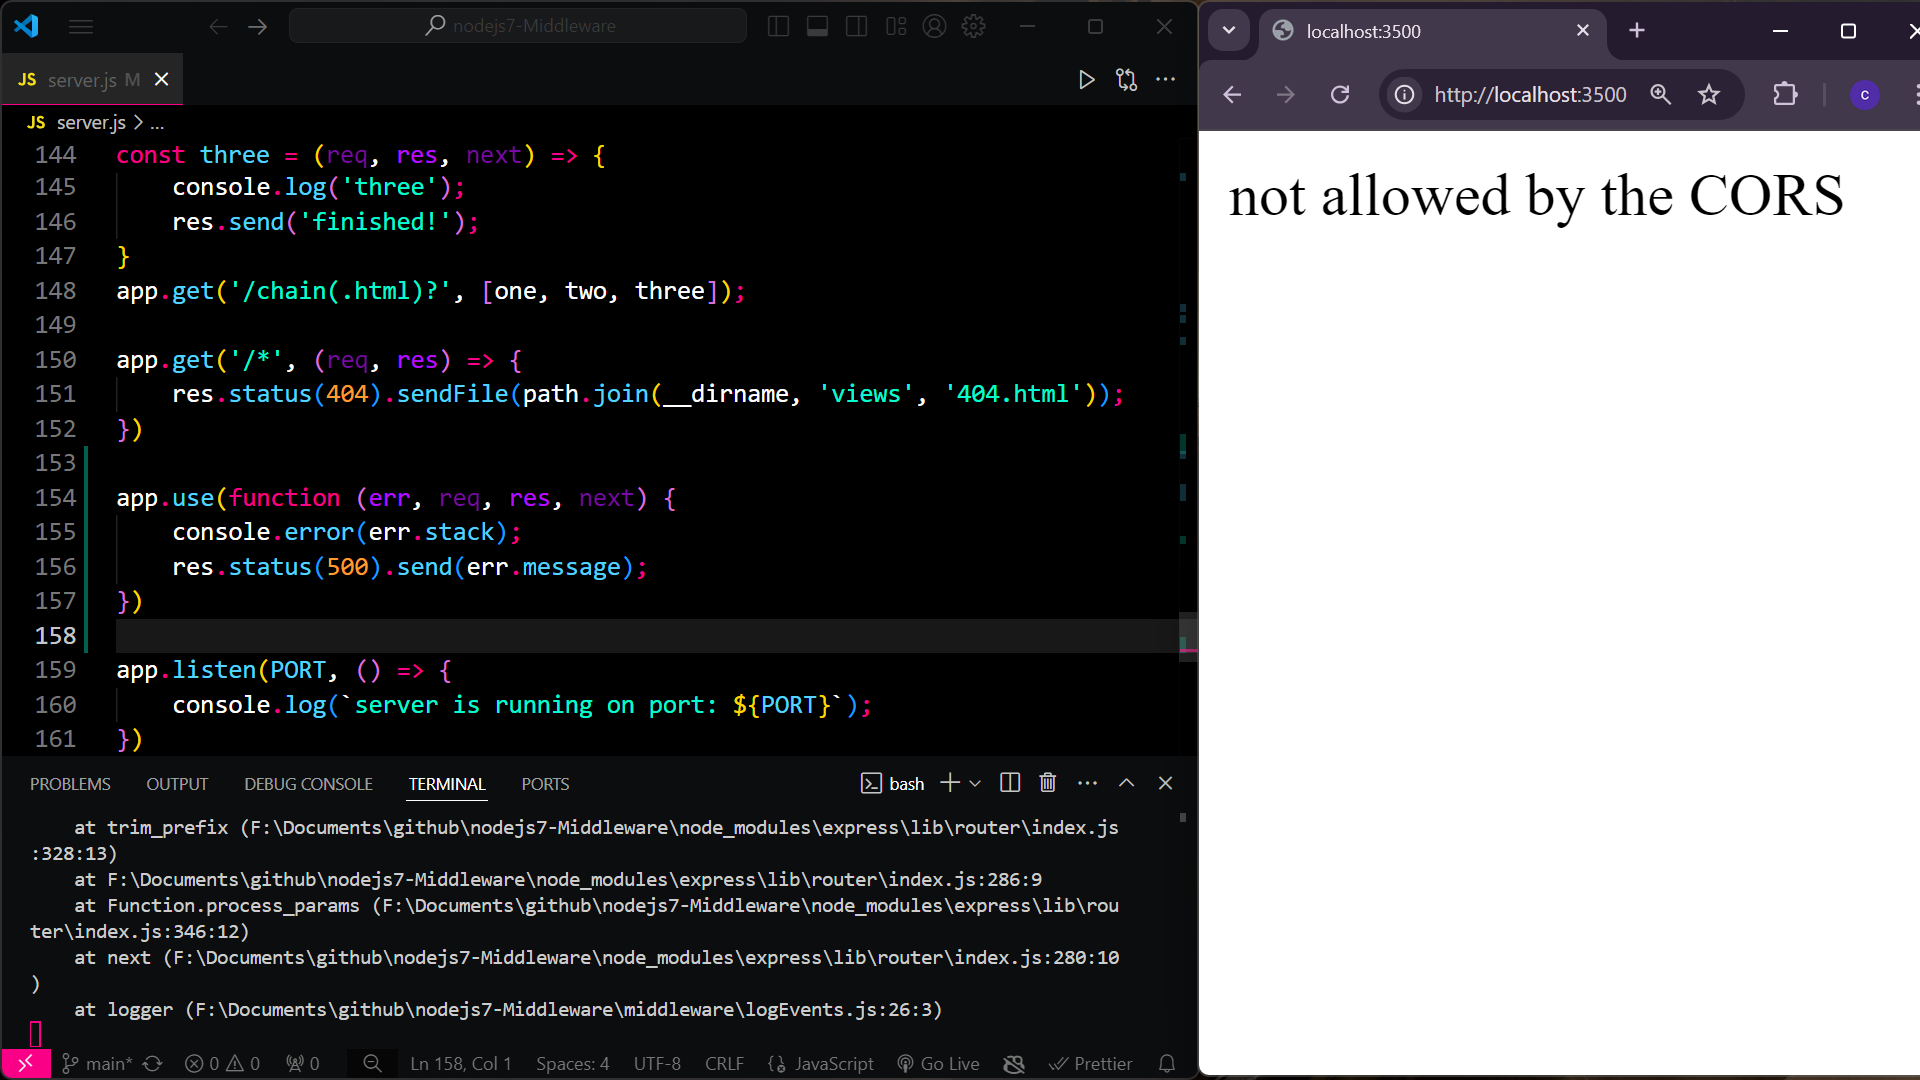 nodejs7-Middleware
JS server.js M
JS server.js > ...
144 const three = (req, res, next) => {
145 console.log('three');
146 res.send('finished!');
147 }
148 app.get('/chain(.html)?', [one, two, three]);
149
150 app.get('/*', (req, res) => {
151 res.status(404).sendFile(path.join(__dirname, 'views', '404.html'));
152 })
153
154 app.use(function (err, req, res, next) {
155 console.error(err.stack);
156 res.status(500).send(err.message);
157 })
158
159 app.listen(PORT, () => {
160 console.log(`server is running on port: ${PORT}`);
161 })
PROBLEMS OUTPUT DEBUG CONSOLE TERMINAL PORTS bash
at trim_prefix (F:\Documents\github\nodejs7-Middleware\node_modules\express\lib\router\index.js
:328:13)
at F:\Documents\github\nodejs7-Middleware\node_modules\express\lib\router\index.js:286:9
at Function.process_params (F:\Documents\github\nodejs7-Middleware\node_modules\express\lib\rou
ter\index.js:346:12)
at next (F:\Documents\github\nodejs7-Middleware\node_modules\express\lib\router\index.js:280:10
)
at logger (F:\Documents\github\nodejs7-Middleware\middleware\logEvents.js:26:3)
main* 0 0 0 Ln 158, Col 1 Spaces: 4 UTF-8 CRLF JavaScript Go Live Prettier
localhost:3500
http://localhost:3500
c
not allowed by the CORS